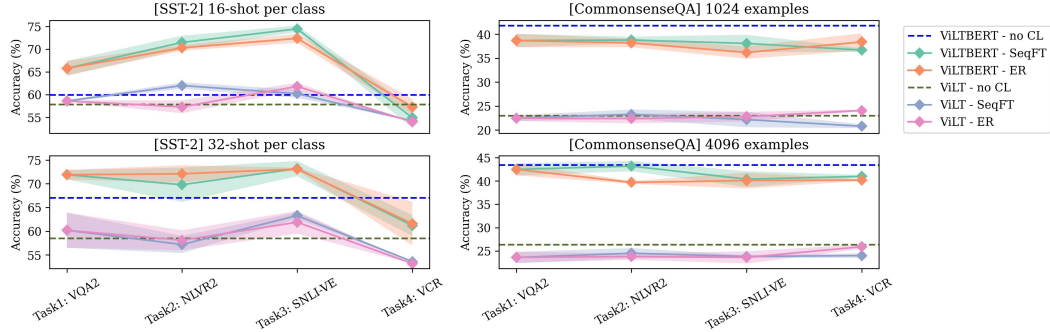 [SST-2] 16-shot per class
Accuracy (%)
75
70
65
60
55
[CommonsenseQA] 1024 examples
Accuracy (%)
40
35
30
25
20
ViLTBERT - no CL
ViLTBERT - SeqFT
ViLTBERT - ER
ViLT - no CL
ViLT - SeqFT
ViLT - ER
[SST-2] 32-shot per class
Accuracy (%)
75
70
65
60
55
Task1: VQA2
Task2: NLVR2
Task3: SNLI-VE
Task4: VCR
[CommonsenseQA] 4096 examples
Accuracy (%)
45
40
35
30
25
Task1: VQA2
Task2: NLVR2
Task3: SNLI-VE
Task4: VCR